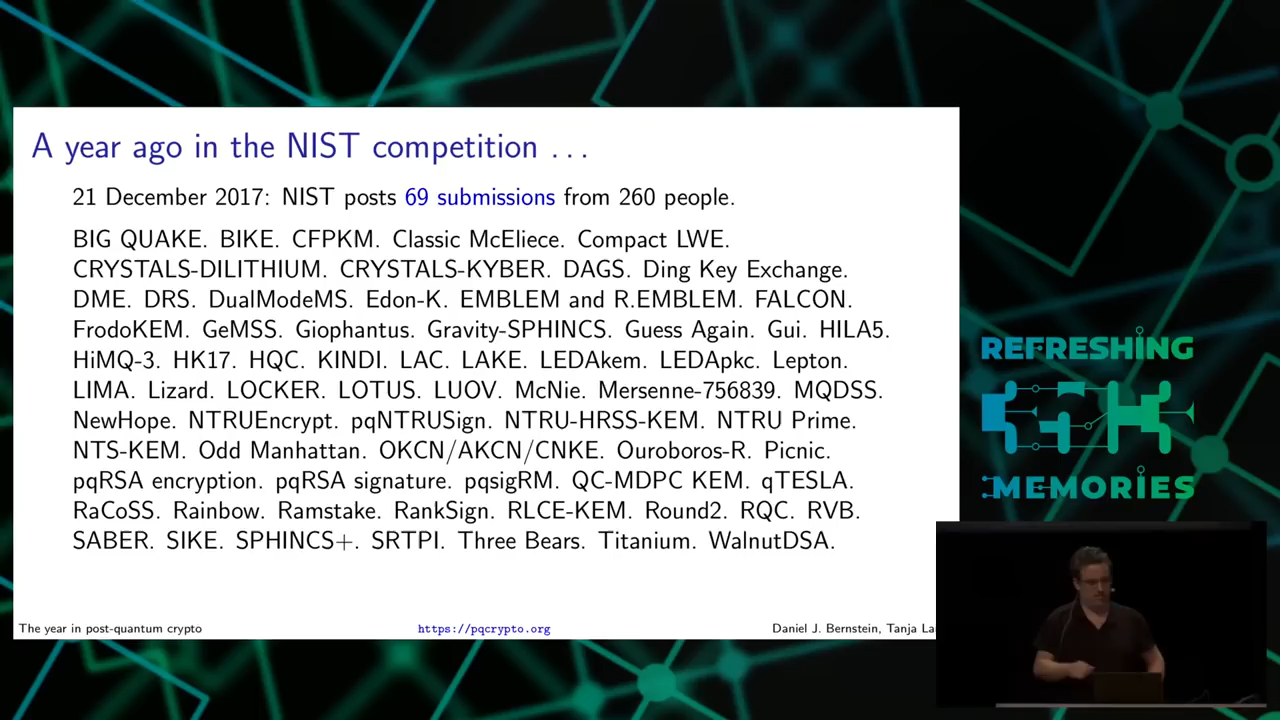 A year ago in the NIST competition ...
21 December 2017: NIST posts 69 submissions from 260 people.
BIG QUAKE. BIKE. CFPKM. Classic McEliece. Compact LWE.
CRYSTALS-DILITHIUM. CRYSTALS-KYBER. DAGS. Ding Key Exchange.
DME. DRS. DualModeMS. Edon-K. EMBLEM and R.EMBLEM. FALCON.
FrodoKEM. GeMSS. Giophantus. Gravity-SPHINCS. Guess Again. Gui. HILA5.
HiMQ-3. HK17. HQC. KINDI. LAC. LAKE. LEDAkem. LEDApkc. Lepton.
LIMA. Lizard. LOCKER. LOTUS. LUOV. McNie. Mersenne-756839. MQDSS.
NewHope. NTRUEncrypt. pqNTRUSign. NTRU-HRSS-KEM. NTRU Prime.
NTS-KEM. Odd Manhattan. OKCN/AKCN/CNKE. Ouroboros-R. Picnic.
pqRSA encryption. pqRSA signature. pqsigRM. QC-MDPC KEM. qTESLA.
RaCoSS. Rainbow. Ramstake. RankSign. RLCE-KEM. Round2. RQC. RVB.
SABER. SIKE. SPHINCS+. SRTPI. Three Bears. Titanium. WalnutDSA.
The year in post-quantum crypto
https://pqcrypto.org
Daniel J. Bernstein, Tanja La
REFRESHING
MEMORIES